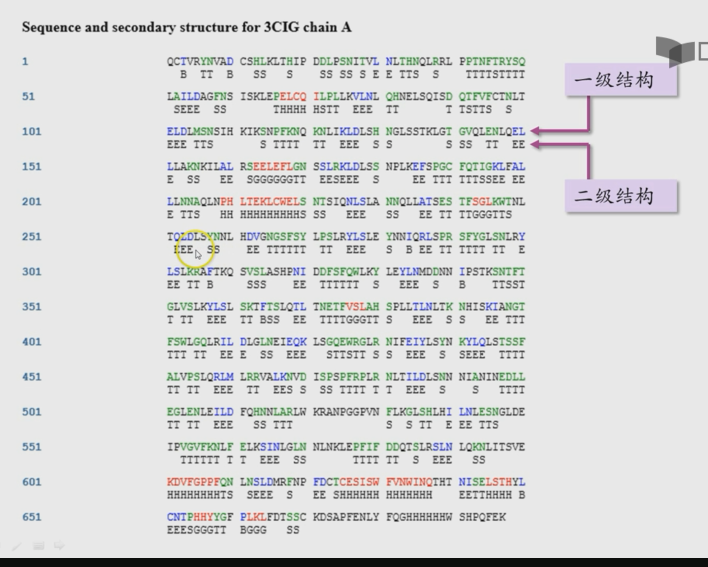 Sequence and secondary structure for 3CIG chain A
1 QCTVRYNVAD CSHLKLTHIP DDLPSNITVL NLTHNQLRRL PPTNFTRYSQ
B TT B SS S SS SS S E E TTS S TTTTSTTTT
51 LAILDAGFNS ISKLEPELCQ ILPLLKVLNL QHNELSQISD QTFVFCTNLT
SEEE SS THHHH HSTT EEE TT T TSTTS S
101 ELDLMSNSIH KIKSNPFKNQ KNLIKLDLSH NGLSSTKLGT GVQLENLQEL
EEE TTS S TTTT TT EEE S S SS TT EE
一级结构
151 LLAKNKILAL RSEELEFLGN SSLRKLDLSS NPLKEFSPGC FQTIGKLFAL
E SS EE SGGGGGGTT EESEEE S EE TTT TTTSSEE EE
二级结构
201 LLNNAQLNPH LTEKLCWELS NTSIQNLSLA NNQLLATSES TFSGLKWTNL
E TTS HH HHHHHHHHHS SS EEE SS EE TTT TTGGGTTS
251 TQLDLSYNNL HDVGNGSFSY LPSLRYLSLE YNNIQRLSPR SFYGLSNLRY
EEE SS EE TTTTTT TT EEE S S B TTTT T TT E
301 LSLKRAFTKQ SVSLASHPNI DDFSFQWLKY LEYLNMDDNN IPSTKSNTFT
EE TT B SSS EE TTTTT T EEE SS B TTSST
351 GLVSLKYLSL SKTFTSLQTL TNETFVSLAH SPLLTLNLTK NHISKIANGT
T TT EEE TT BSS EE TTTTGGGTT S EEE S S EE TTT
401 FSWLGQLRIL DLGLNEIEQK LSGQEWRGLR NIFEIYLSYN KYLQLSTSSF
TTT TT EE E SS EEE STTSTT S S EEE S SEEE TTTT
451 ALVPSLQRLM LRRVALKNVD ISPSPFRPLR NLTILDLSNN NIANINEDLL
TT TT EEE TT EES S SS TTTT T T EEE S S TTTT
501 EGLENLEILD FQHNNLARLW KRANPGGPVN FLKGLSHLHI LNLESNGLDE
TT TT EEE SS TTT S S TT EE E S
551 IPVGVFKNLF ELKSINLGLN NLNKLEPFIF DDQTSLRSLN LQKNLITSVE
TTTTTT T T EEE SS TTTT TT S EEE SS
601 KDVFGPPFQN LNSLDMRFNP FDCTCESISW FVNWINQTHT NISELSTHYL
HHHHHHHHTS SEEE S EE SHHHHHH HHHHHHH EETTHHHH B
651 CNTPHHYYGF PLKLFDTSSC KDSAPFENLY FQGHHHHHHW SHPQFEK
EEESGGGTT BGGG SS